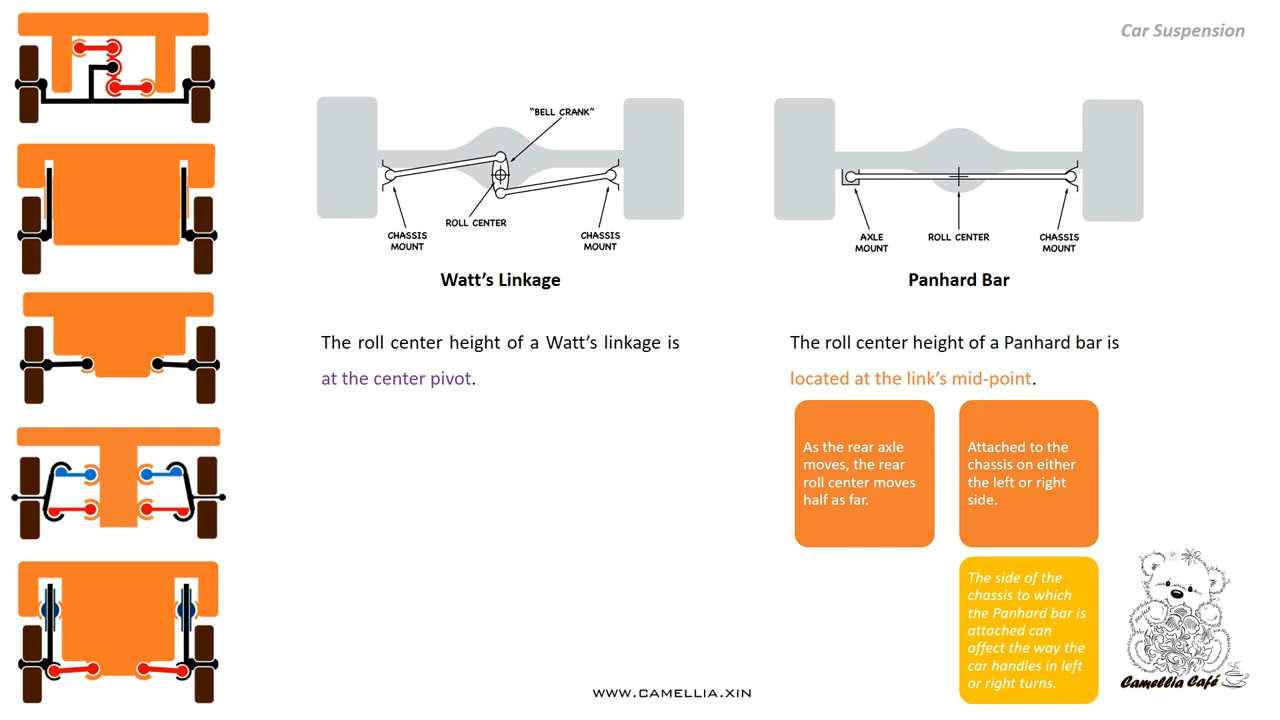 Car Suspension
"BELL CRANK"
ROLL CENTER
CHASSIS
MOUNT
CHASSIS
MOUNT
Watt's Linkage
AXLE
MOUNT
ROLL CENTER
CHASSIS
MOUNT
Panhard Bar
The roll center height of a Watt's linkage is
at the center pivot.
The roll center height of a Panhard bar is
located at the link's mid-point.
As the rear axle
moves, the rear
roll center moves
half as far.
Attached to the
chassis on either
the left or right
side.
The side of the
chassis to which
the Panhard bar is
attached can
affect the way the
car handles in left
or right turns.
Camellia Café
WWW.CAMELLIA.XIN